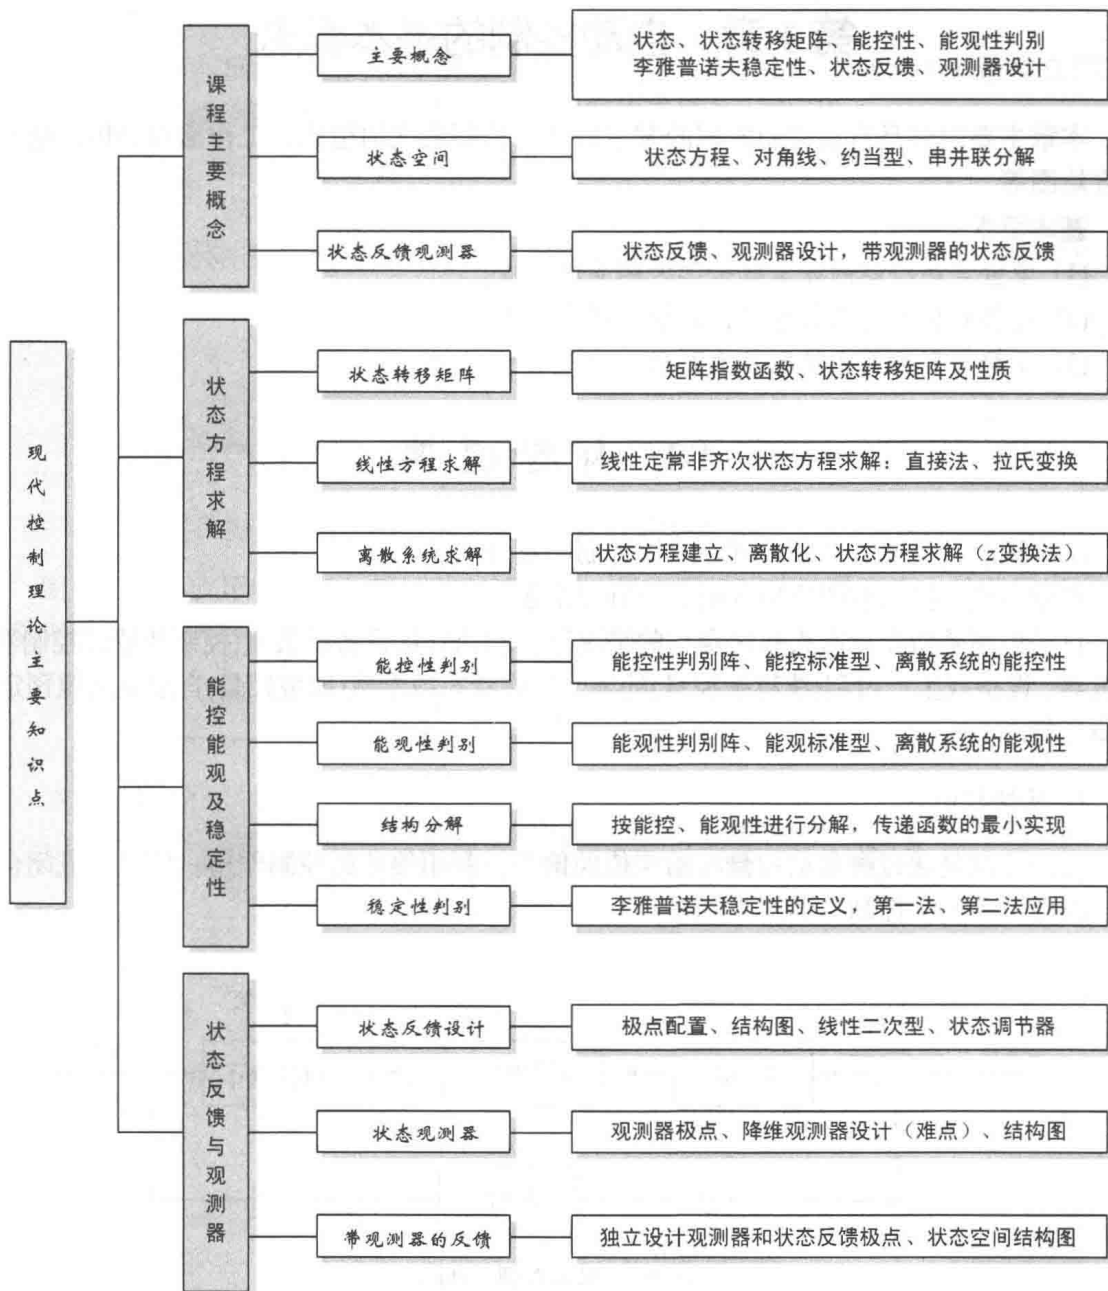 现代控制理论主要知识点
课程主要概念
主要概念
状态、状态转移矩阵、能控性、能观性判别
李雅普诺夫稳定性、状态反馈、观测器设计
状态空间
状态方程、对角线、约当型、串并联分解
状态反馈观测器
状态反馈、观测器设计，带观测器的状态反馈
状态方程求解
状态转移矩阵
矩阵指数函数、状态转移矩阵及性质
线性方程求解
线性定常非齐次状态方程求解：直接法、拉氏变换
离散系统求解
状态方程建立、离散化、状态方程求解（z变换法）
能控能观及稳定性
能控性判别
能控性判别阵、能控标准型、离散系统的能控性
能观性判别
能观性判别阵、能观标准型、离散系统的能观性
结构分解
按能控、能观性进行分解，传递函数的最小实现
稳定性判别
李雅普诺夫稳定性的定义，第一法、第二法应用
状态反馈与观测器
状态反馈设计
极点配置、结构图、线性二次型、状态调节器
状态观测器
观测器极点、降维观测器设计（难点）、结构图
带观测器的反馈
独立设计观测器和状态反馈极点、状态空间结构图